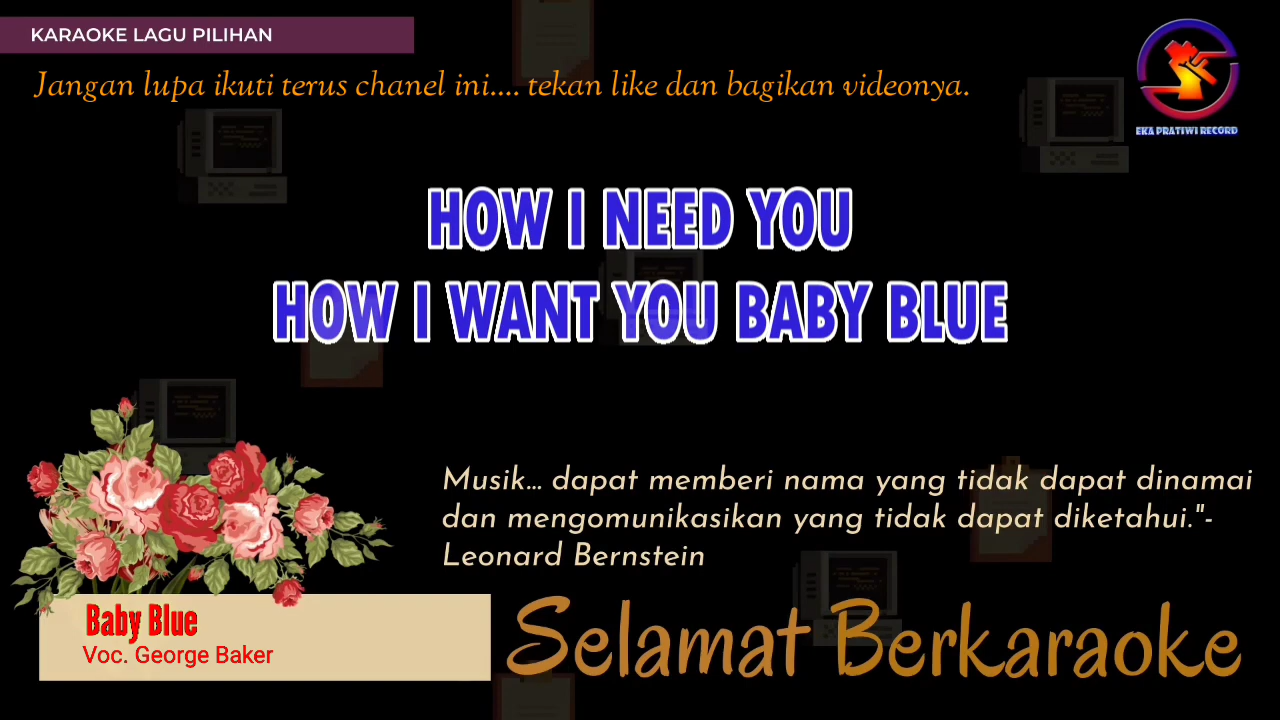 KARAOKE LAGU PILIHAN
Jangan lupa ikuti terus chanel ini.... tekan like dan bagikan videonya.
EKA PRATIWI RECORD
HOW I NEED YOU
HOW I WANT YOU BABY BLUE
Musik... dapat memberi nama yang tidak dapat dinamai
dan mengomunikasikan yang tidak dapat diketahui."-
Leonard Bernstein
Baby Blue
Voc. George Baker
Selamat Berkaraoke